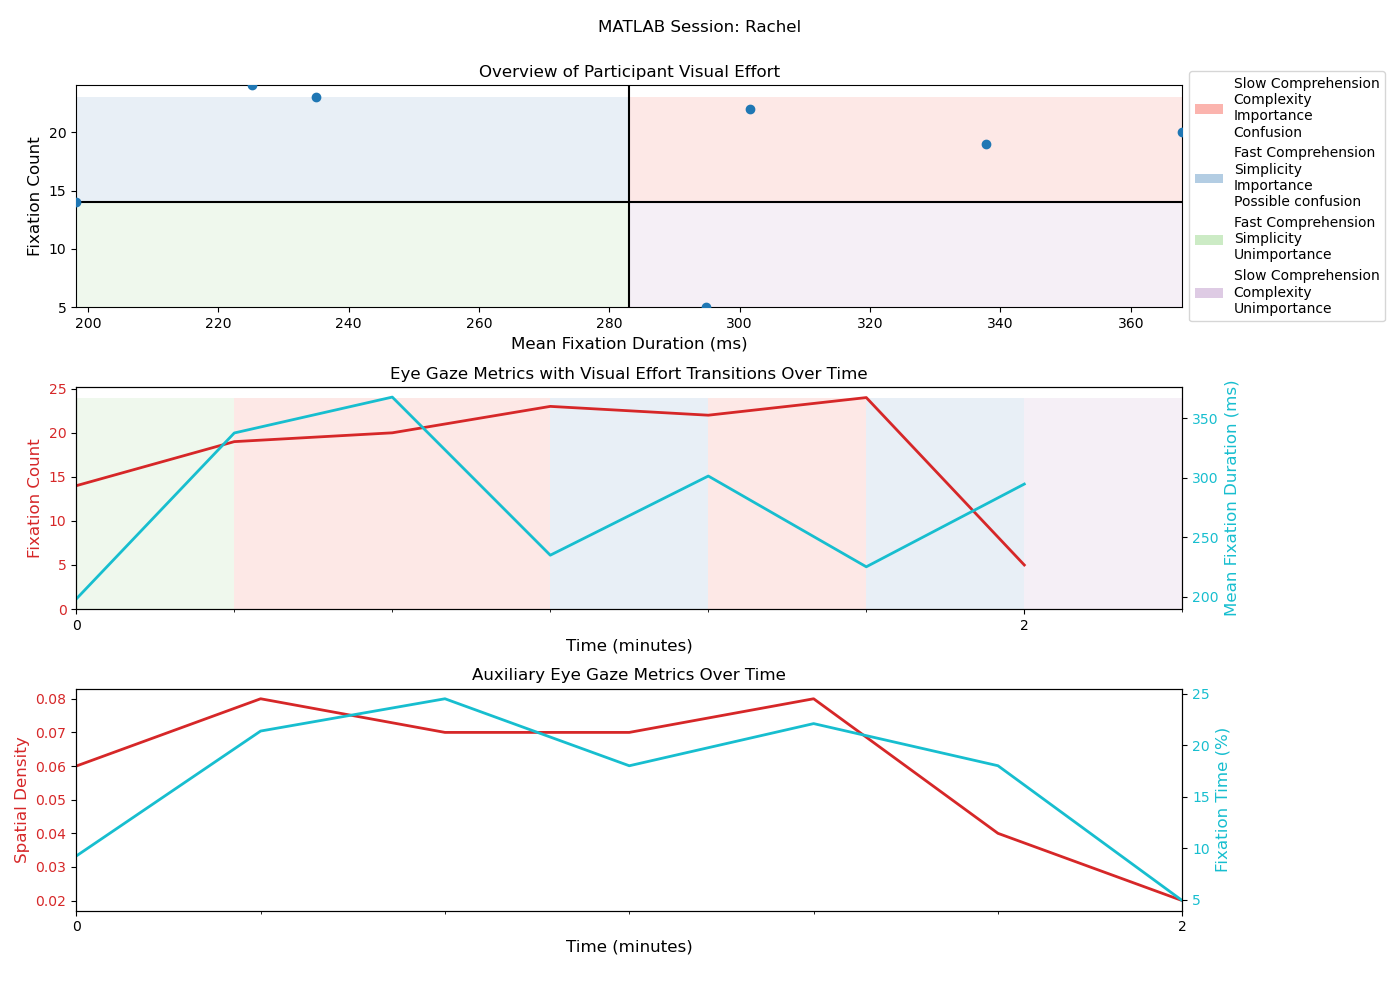 MATLAB Session: Rachel
Overview of Participant Visual Effort
Fixation Count
20
15
10
5
200 220 240 260 280 300 320 340 360
Mean Fixation Duration (ms)
Slow Comprehension
Complexity
Importance
Confusion
Fast Comprehension
Simplicity
Importance
Possible confusion
Fast Comprehension
Simplicity
Unimportance
Slow Comprehension
Complexity
Unimportance
Eye Gaze Metrics with Visual Effort Transitions Over Time
Fixation Count
25
20
15
10
5
0
0 2
Time (minutes)
350
300
250
200
Mean Fixation Duration (ms)
Auxiliary Eye Gaze Metrics Over Time
Spatial Density
0.08
0.07
0.06
0.05
0.04
0.03
0.02
0 2
Time (minutes)
25
20
15
10
5
Fixation Time (%)